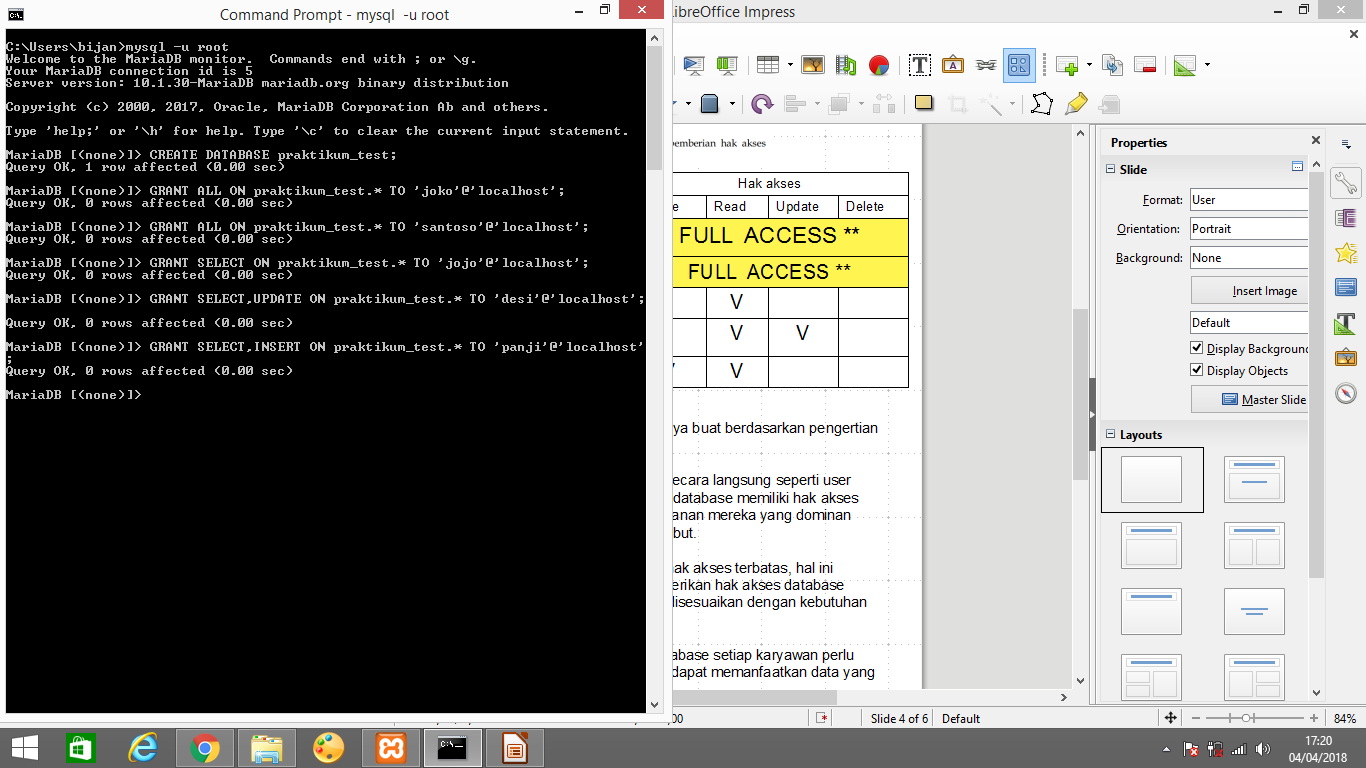 Command Prompt - mysql -u root
C:\Users\bijan>mysql -u root
Welcome to the MariaDB monitor.  Commands end with ; or \g.
Your MariaDB connection id is 5
Server version: 10.1.30-MariaDB mariadb.org binary distribution
Copyright (c) 2000, 2017, Oracle, MariaDB Corporation Ab and others.
Type 'help;' or '\h' for help. Type '\c' to clear the current input statement.
MariaDB [(none)]> CREATE DATABASE praktikum_test;
Query OK, 1 row affected (0.00 sec)
MariaDB [(none)]> GRANT ALL ON praktikum_test.* TO 'joko'@'localhost';
Query OK, 0 rows affected (0.00 sec)
MariaDB [(none)]> GRANT ALL ON praktikum_test.* TO 'santoso'@'localhost';
Query OK, 0 rows affected (0.00 sec)
MariaDB [(none)]> GRANT SELECT ON praktikum_test.* TO 'jojo'@'localhost';
Query OK, 0 rows affected (0.00 sec)
MariaDB [(none)]> GRANT SELECT,UPDATE ON praktikum_test.* TO 'desi'@'localhost';
Query OK, 0 rows affected (0.00 sec)
MariaDB [(none)]> GRANT SELECT,INSERT ON praktikum_test.* TO 'panji'@'localhost'
;
Query OK, 0 rows affected (0.00 sec)
MariaDB [(none)]>
LibreOffice Impress
pemberian hak akses
Hak akses
e Read Update Delete
FULL ACCESS **
FULL ACCESS **
V
V V
V
ya buat berdasarkan pengertian
ecara langsung seperti user
database memiliki hak akses
anan mereka yang dominan
but.
hak akses terbatas, hal ini
erikan hak akses database
disesuaikan dengan kebutuhan
abase setiap karyawan perlu
dapat memanfaatkan data yang
Properties
Slide
Format: User
Orientation: Portrait
Background: None
Insert Image
Default
Display Background
Display Objects
Master Slide
Layouts
00
Slide 4 of 6
Default
84%
17:20
04/04/2018